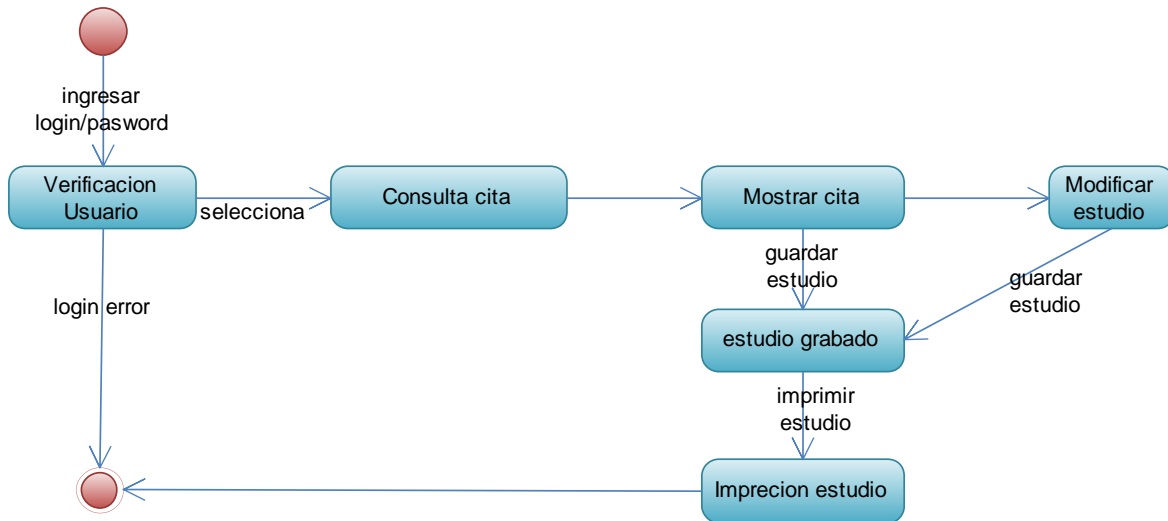 ingresar
login/pasword
Verificacion
Usuario
selecciona
Consulta cita
Mostrar cita
Modificar
estudio
guardar
estudio
guardar
estudio
login error
estudio grabado
imprimir
estudio
Imprecion estudio